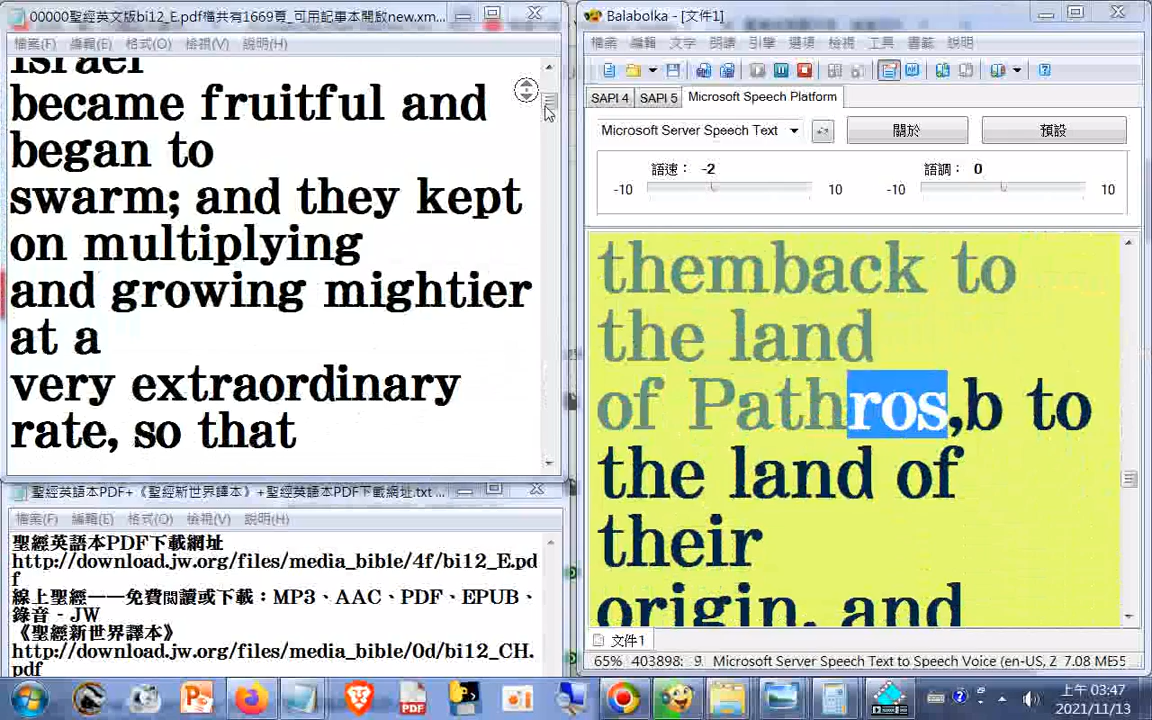 00000聖經英文版bi12_E.pdf檔共有1669頁_可用記事本開啟new.xm...
檔案(F) 編輯(E) 格式(O) 檢視(V) 說明(H)
Israel
became fruitful and
began to
swarm; and they kept
on multiplying
and growing mightier
at a
very extraordinary
rate, so that
聖經英語本PDF+《聖經新世界譯本》+聖經英語本PDF下載網址.txt ...
檔案(F) 編輯(E) 格式(O) 檢視(V) 說明(H)
聖經英語本PDF下載網址
http://download.jw.org/files/media_bible/4f/bi12_E.pd
f
線上聖經——免費閱讀或下載：MP3、AAC、PDF、EPUB、
錄音 - JW
《聖經新世界譯本》
http://download.jw.org/files/media_bible/0d/bi12_CH.
pdf
Balabolka - [文件1]
檔案 編輯 文字 朗讀 引擎 選項 檢視 工具 書籤 說明
SAPI 4 SAPI 5 Microsoft Speech Platform
Microsoft Server Speech Text 關於 預設
語速： -2 語調： 0
-10 10 -10 10
themback to
the land
of Pathros,b to
the land of
their
origin, and
文件1
65% 403898: 9 Microsoft Server Speech Text to Speech Voice (en-US, Z 7.08 ME55
上午 03:47
2021/11/13